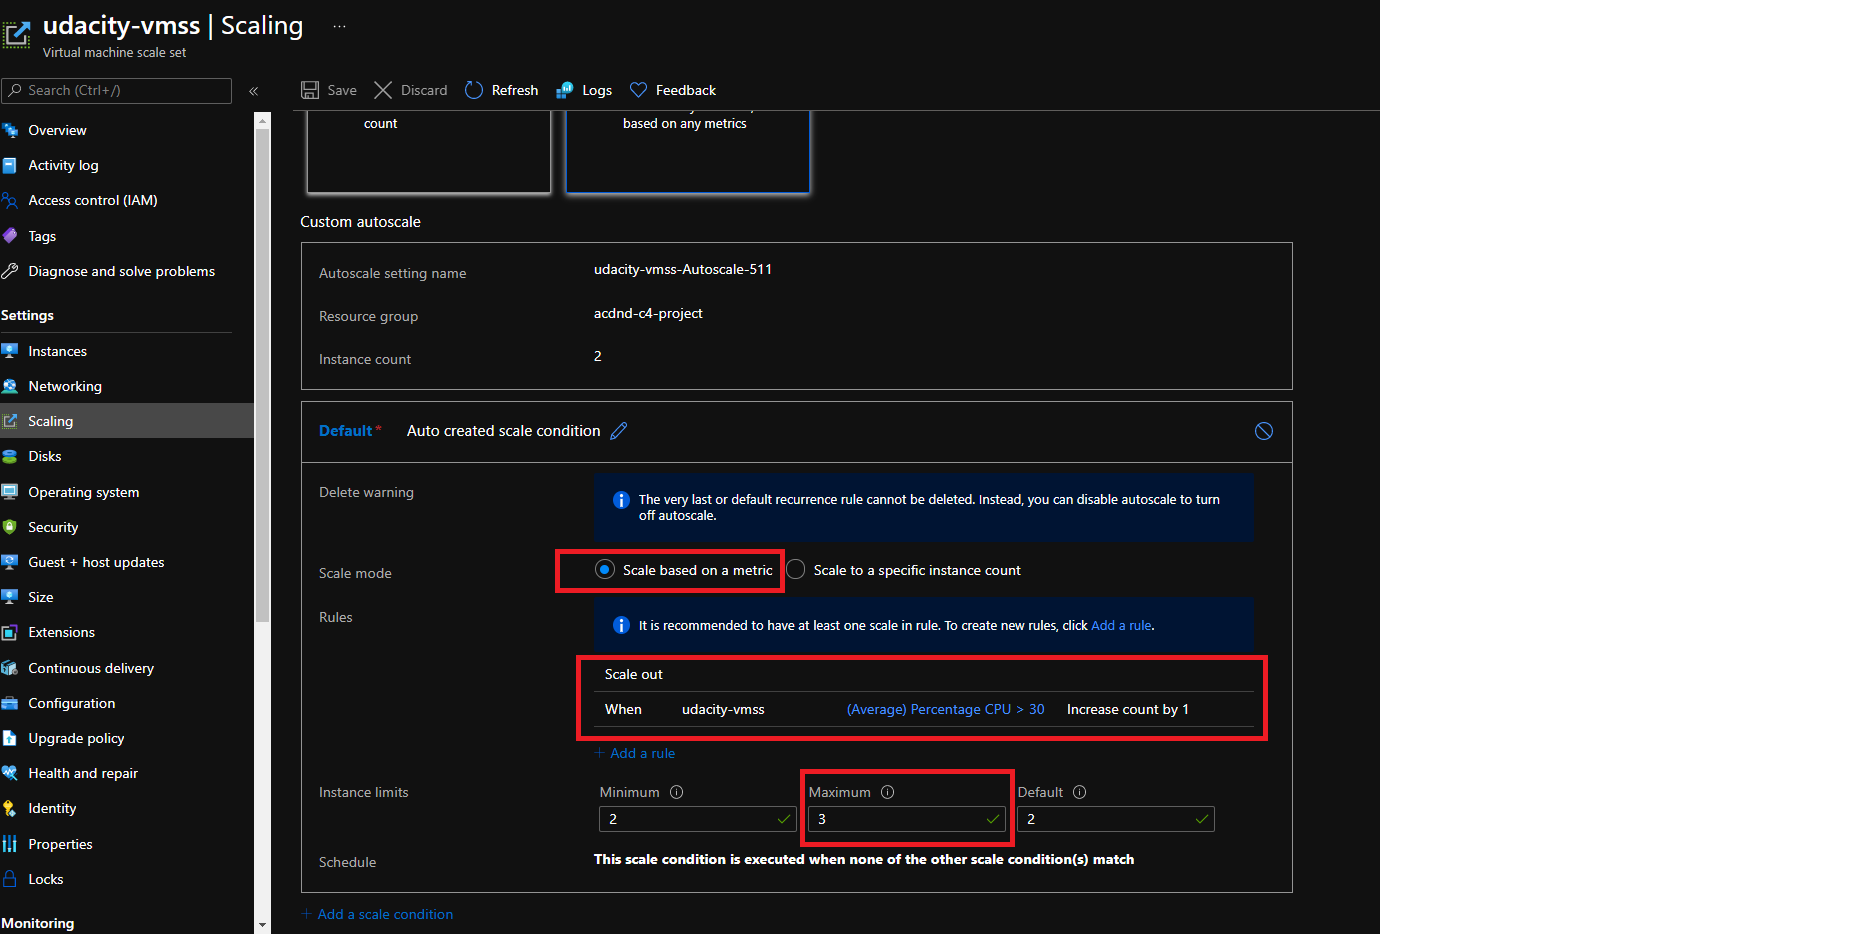 udacity-vmss | Scaling ...
Virtual machine scale set
Search (Ctrl+/)
«
Save Discard Refresh Logs Feedback
Overview
Activity log
Access control (IAM)
Tags
Diagnose and solve problems
Settings
Instances
Networking
Scaling
Disks
Operating system
Security
Guest + host updates
Size
Extensions
Continuous delivery
Configuration
Upgrade policy
Health and repair
Identity
Properties
Locks
Monitoring
count
based on any metrics
Custom autoscale
Autoscale setting name udacity-vmss-Autoscale-511
Resource group acdnd-c4-project
Instance count 2
Default * Auto created scale condition
Delete warning
The very last or default recurrence rule cannot be deleted. Instead, you can disable autoscale to turn
off autoscale.
Scale mode Scale based on a metric Scale to a specific instance count
Rules
It is recommended to have at least one scale in rule. To create new rules, click Add a rule.
Scale out
When udacity-vmss (Average) Percentage CPU > 30 Increase count by 1
+ Add a rule
Instance limits Minimum Maximum Default
2 3 2
Schedule This scale condition is executed when none of the other scale condition(s) match
+ Add a scale condition